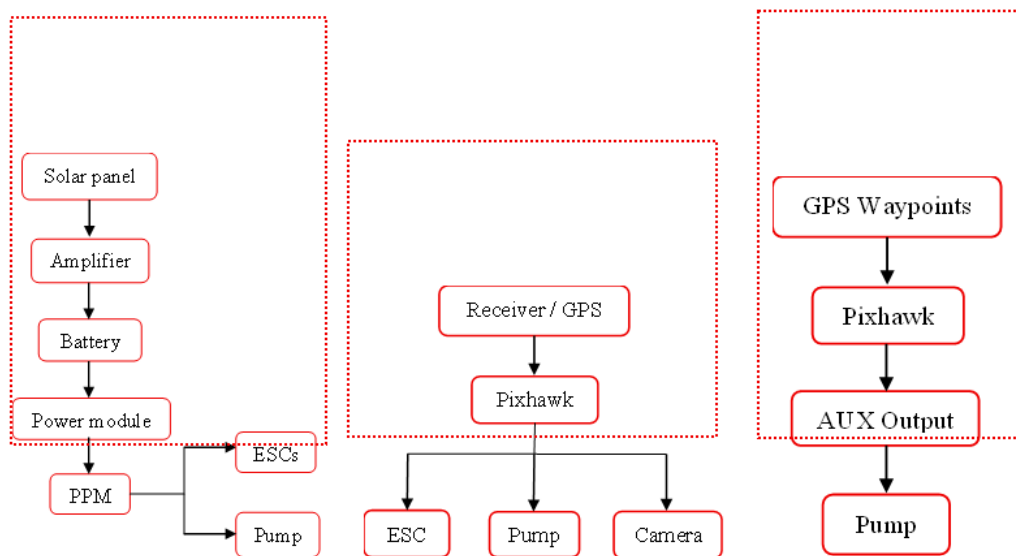 Solar panel
Amplifier
Battery
Power module
PPM
ESCs
Pump
Receiver / GPS
Pixhawk
ESC
Pump
Camera
GPS Waypoints
Pixhawk
AUX Output
Pump